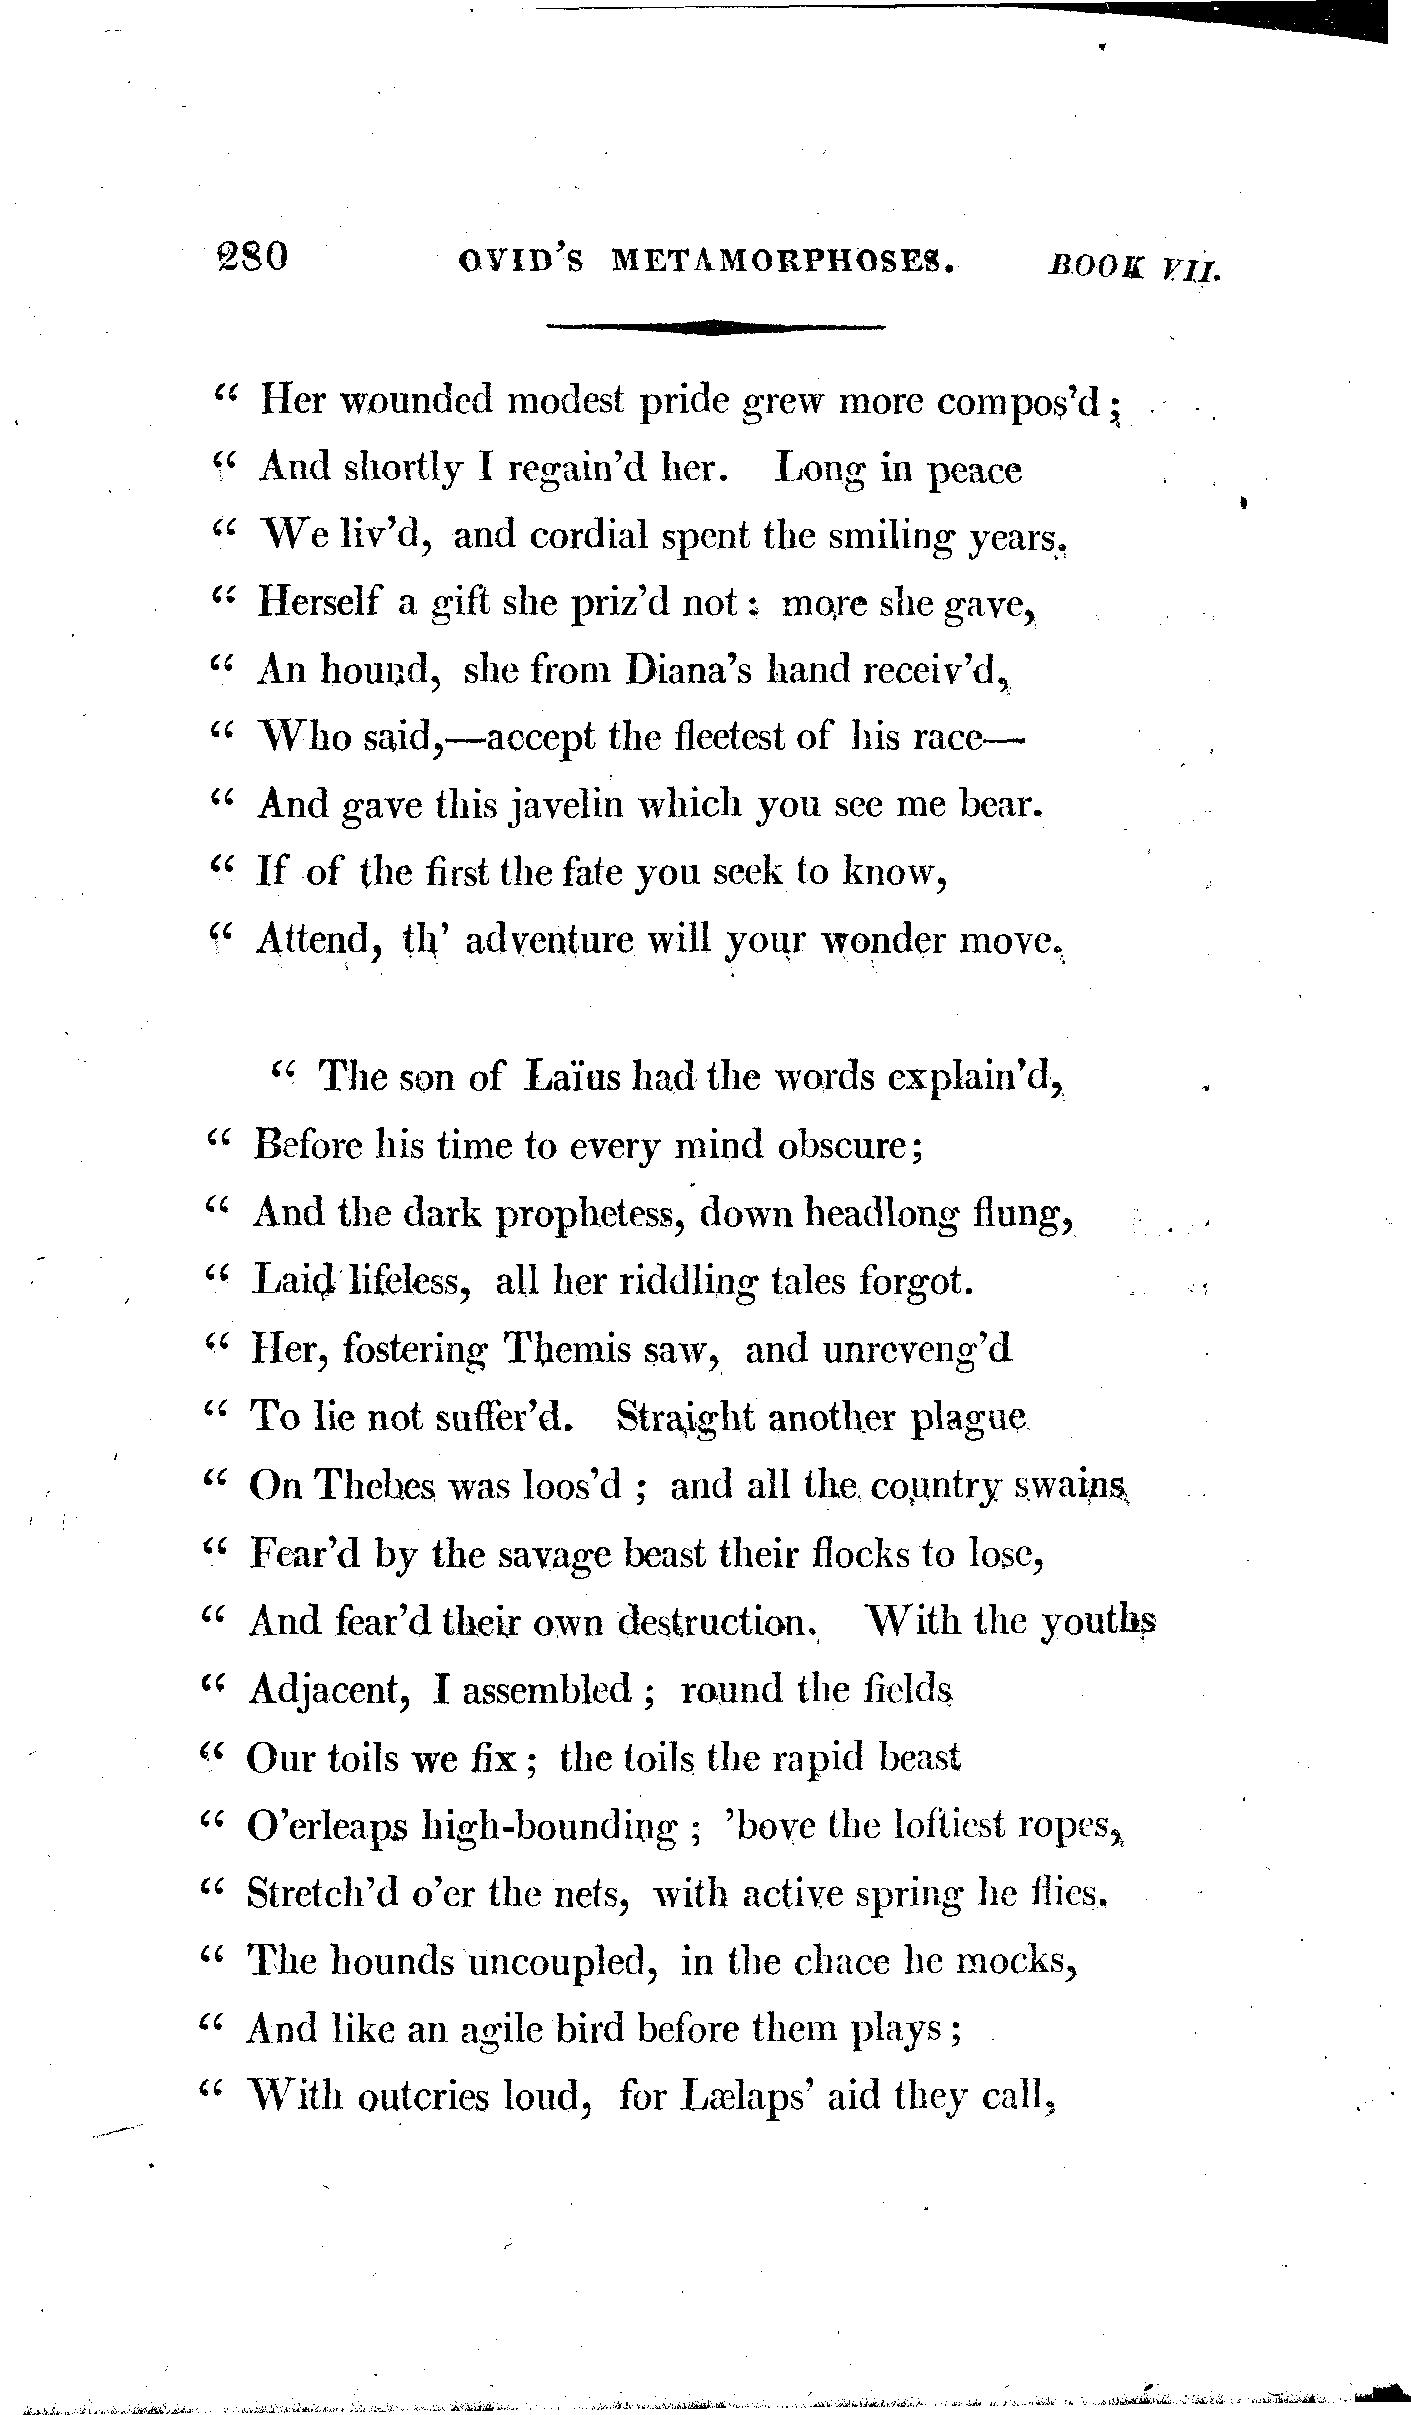 280 OVID'S METAMORPHOSES. BOOK VII.
“ Her wounded modest pride grew more compos'd ;
“ And shortly I regain'd her. Long in peace
“ We liv'd, and cordial spent the smiling years.
“ Herself a gift she priz'd not : more she gave,
“ An hound, she from Diana's hand receiv'd,
“ Who said,—accept the fleetest of his race—
“ And gave this javelin which you see me bear.
“ If of the first the fate you seek to know,
“ Attend, th' adventure will your wonder move.
“ The son of Laïus had the words explain'd,
“ Before his time to every mind obscure;
“ And the dark prophetess, down headlong flung,
“ Laid lifeless, all her riddling tales forgot.
“ Her, fostering Themis saw, and unreveng'd
“ To lie not suffer'd. Straight another plague
“ On Thebes was loos'd ; and all the country swains
“ Fear'd by the savage beast their flocks to lose,
“ And fear'd their own destruction. With the youths
“ Adjacent, I assembled ; round the fields
“ Our toils we fix ; the toils the rapid beast
“ O'erleaps high-bounding ; 'bove the loftiest ropes,
“ Stretch'd o'er the nets, with active spring he flies.
“ The hounds uncoupled, in the chace he mocks,
“ And like an agile bird before them plays ;
“ With outcries loud, for Lælaps' aid they call,